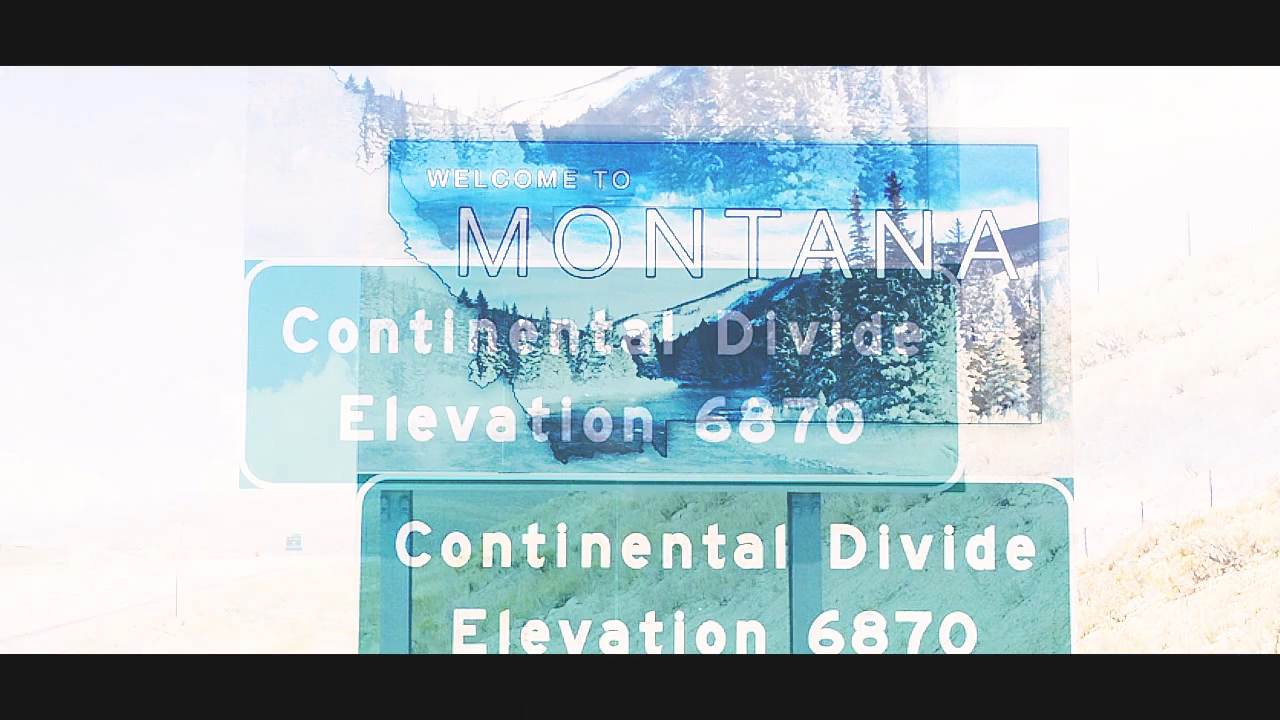 WELCOME TO
MONTANA
Continental Divide
Elevation 6870
Continental Divide
Elevation 6870